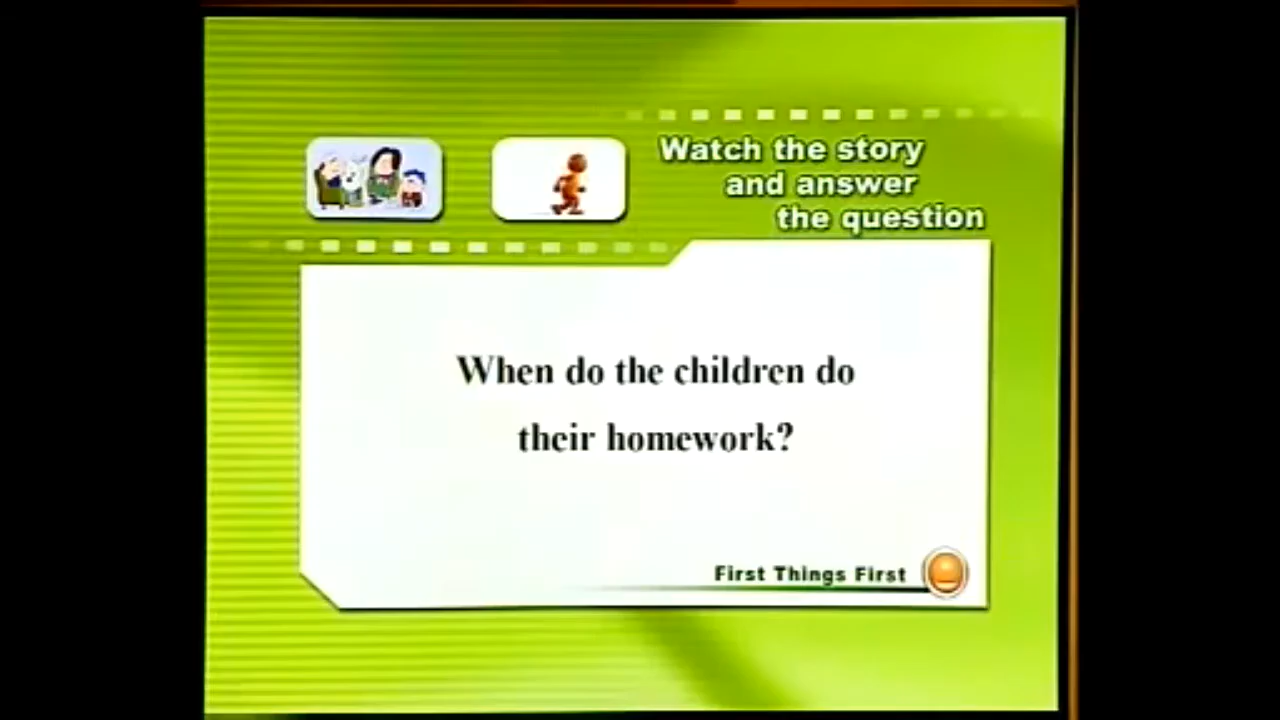 Watch the story
and answer
the question
When do the children do
their homework?
First Things First